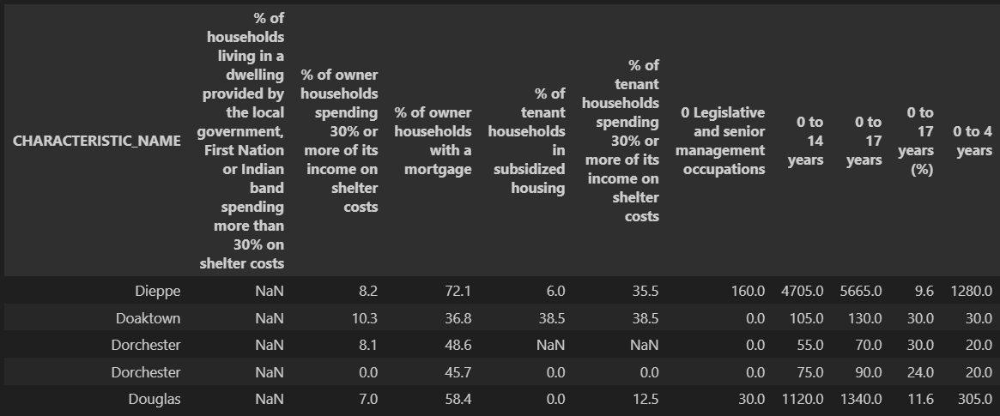 CHARACTERISTIC_NAME % of households living in a dwelling provided by the local government, First Nation or Indian band spending more than 30% on shelter costs % of owner households spending 30% or more of its income on shelter costs % of owner households with a mortgage % of tenant households in subsidized housing % of tenant households spending 30% or more of its income on shelter costs 0 Legislative and senior management occupations 0 to 14 years 0 to 17 years 0 to 17 years (%) 0 to 4 years
Dieppe NaN 8.2 72.1 6.0 35.5 160.0 4705.0 5665.0 9.6 1280.0
Doaktown NaN 10.3 36.8 38.5 38.5 0.0 105.0 130.0 30.0 30.0
Dorchester NaN 8.1 48.6 NaN NaN 0.0 55.0 70.0 30.0 20.0
Dorchester NaN 0.0 45.7 0.0 0.0 0.0 75.0 90.0 24.0 20.0
Douglas NaN 7.0 58.4 0.0 12.5 30.0 1120.0 1340.0 11.6 305.0